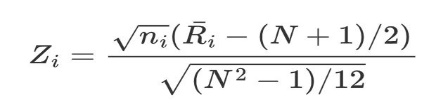 $$Z_i = \frac{\sqrt{n_i}(\bar{R}_i - (N + 1)/2)}{\sqrt{(N^2 - 1)/12}}$$